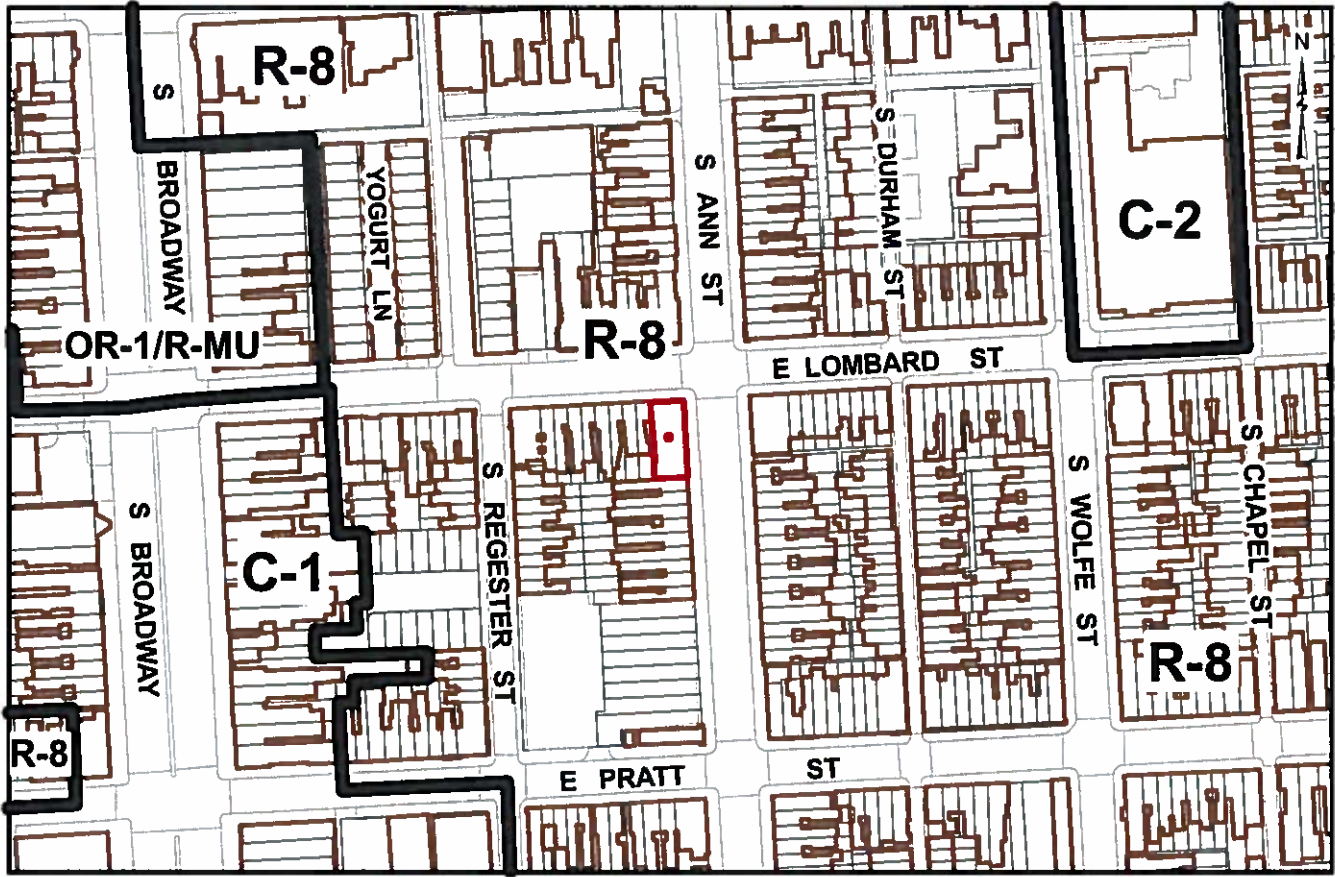 R-8
N
S BROADWAY
YOGURT LN
S ANN ST
S DURHAM ST
C-2
OR-1/R-MU
R-8
E LOMBARD ST
S BROADWAY
C-1
S REGESTER ST
S WOLFE ST
S CHAPEL ST
R-8
R-8
E PRATT ST